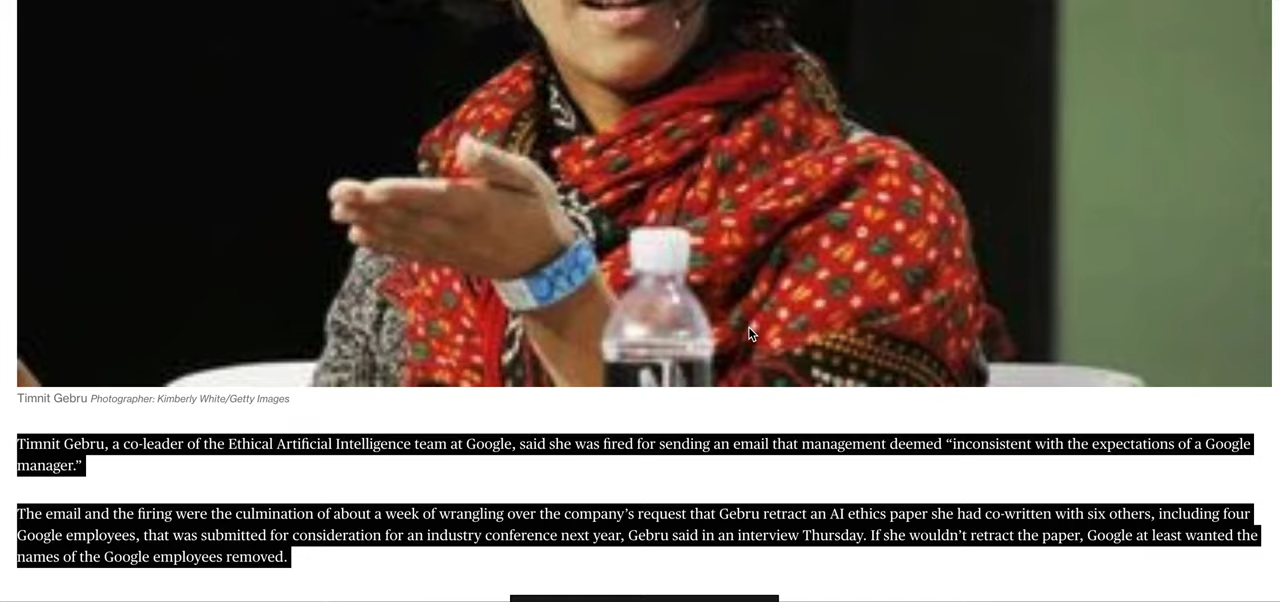 Timnit Gebru Photographer: Kimberly White/Getty Images
Timnit Gebru, a co-leader of the Ethical Artificial Intelligence team at Google, said she was fired for sending an email that management deemed “inconsistent with the expectations of a Google
manager.”
The email and the firing were the culmination of about a week of wrangling over the company’s request that Gebru retract an AI ethics paper she had co-written with six others, including four
Google employees, that was submitted for consideration for an industry conference next year, Gebru said in an interview Thursday. If she wouldn’t retract the paper, Google at least wanted the
names of the Google employees removed.